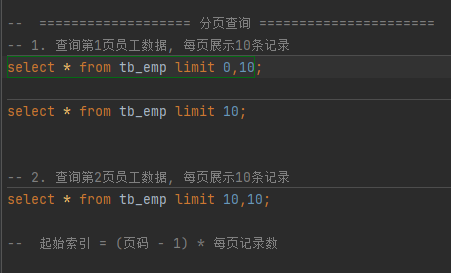 --  =================== 分页查询 ======================
-- 1. 查询第1页员工数据, 每页展示10条记录
select * from tb_emp limit 0,10;
select * from tb_emp limit 10;
-- 2. 查询第2页员工数据, 每页展示10条记录
select * from tb_emp limit 10,10;
--  起始索引 = (页码 - 1) * 每页记录数